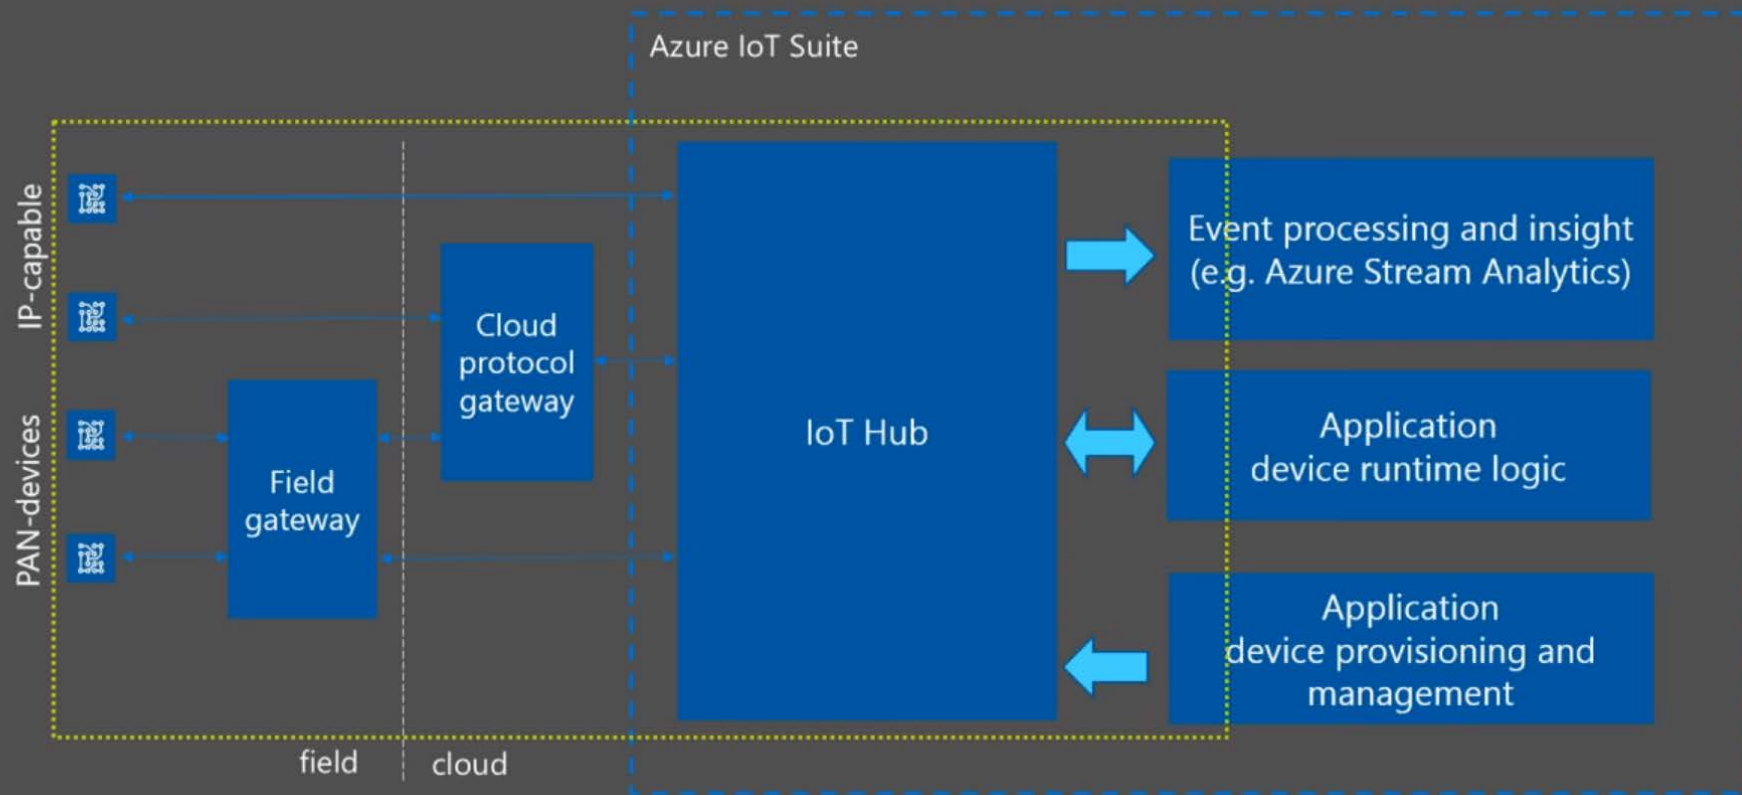 Azure IoT Suite
IP-capable
PAN-devices
Field
gateway
Cloud
protocol
gateway
IoT Hub
Event processing and insight
(e.g. Azure Stream Analytics)
Application
device runtime logic
Application
device provisioning and
management
field
cloud